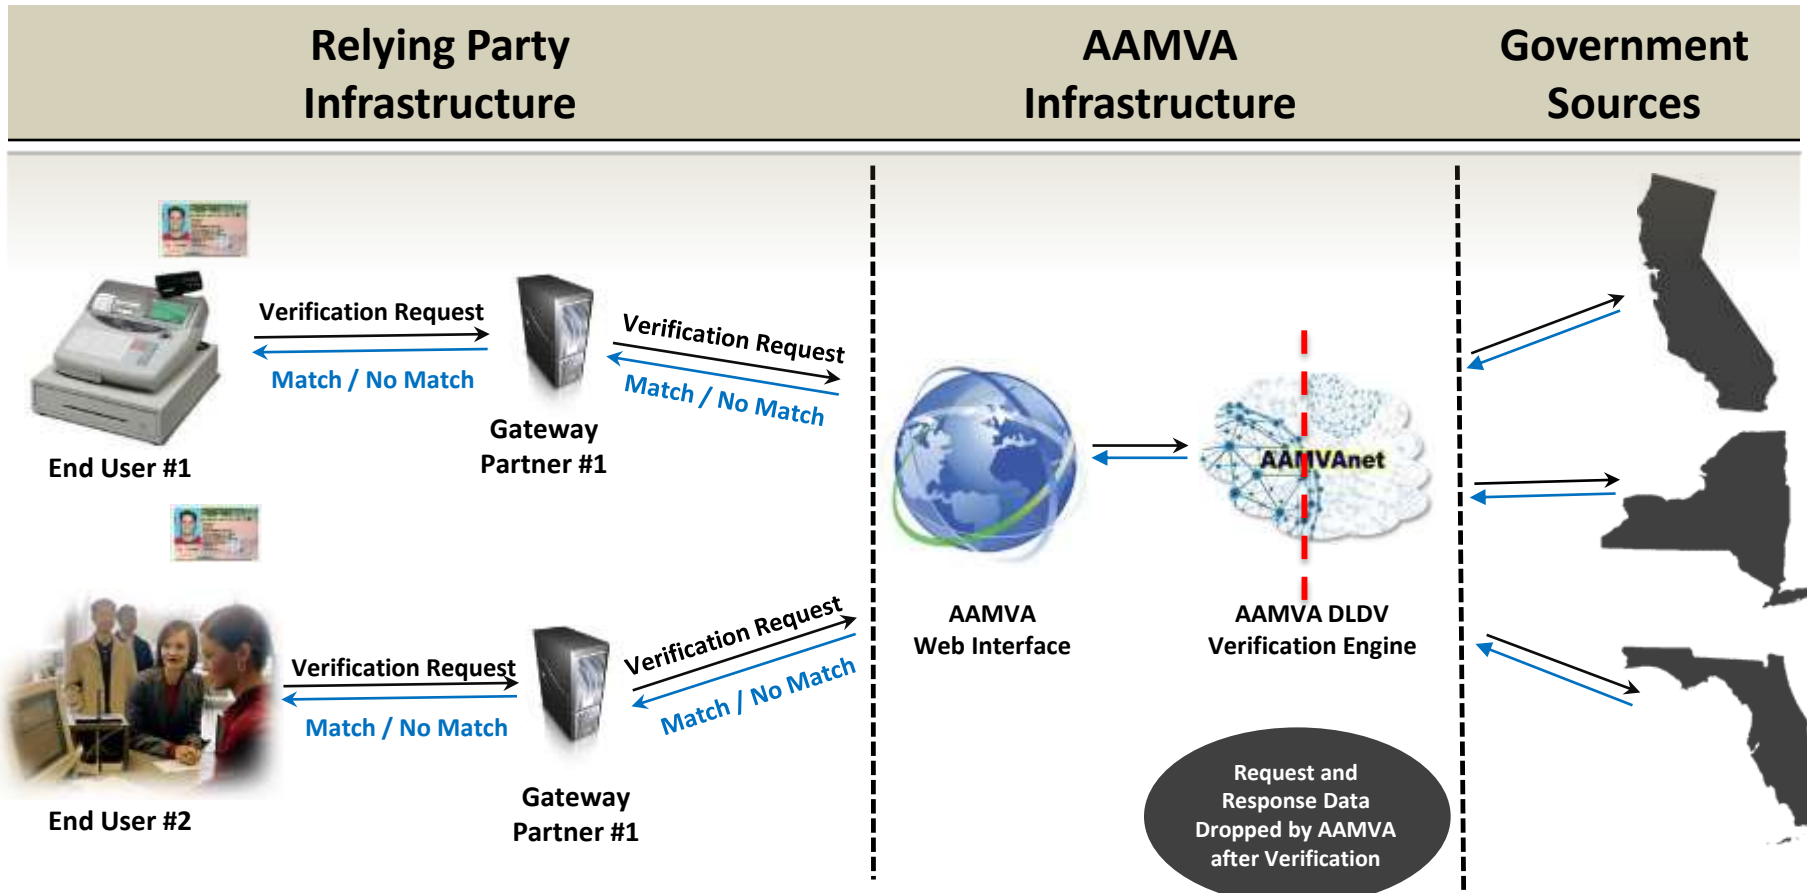 Relying Party
Infrastructure
AAMVA
Infrastructure
Government
Sources
Verification Request
Match / No Match
End User #1
Gateway
Partner #1
Verification Request
Match / No Match
AAMVAnet
AAMVA
Web Interface
AAMVA DLDV
Verification Engine
Verification Request
Match / No Match
End User #2
Gateway
Partner #1
Verification Request
Match / No Match
Request and
Response Data
Dropped by AAMVA
after Verification